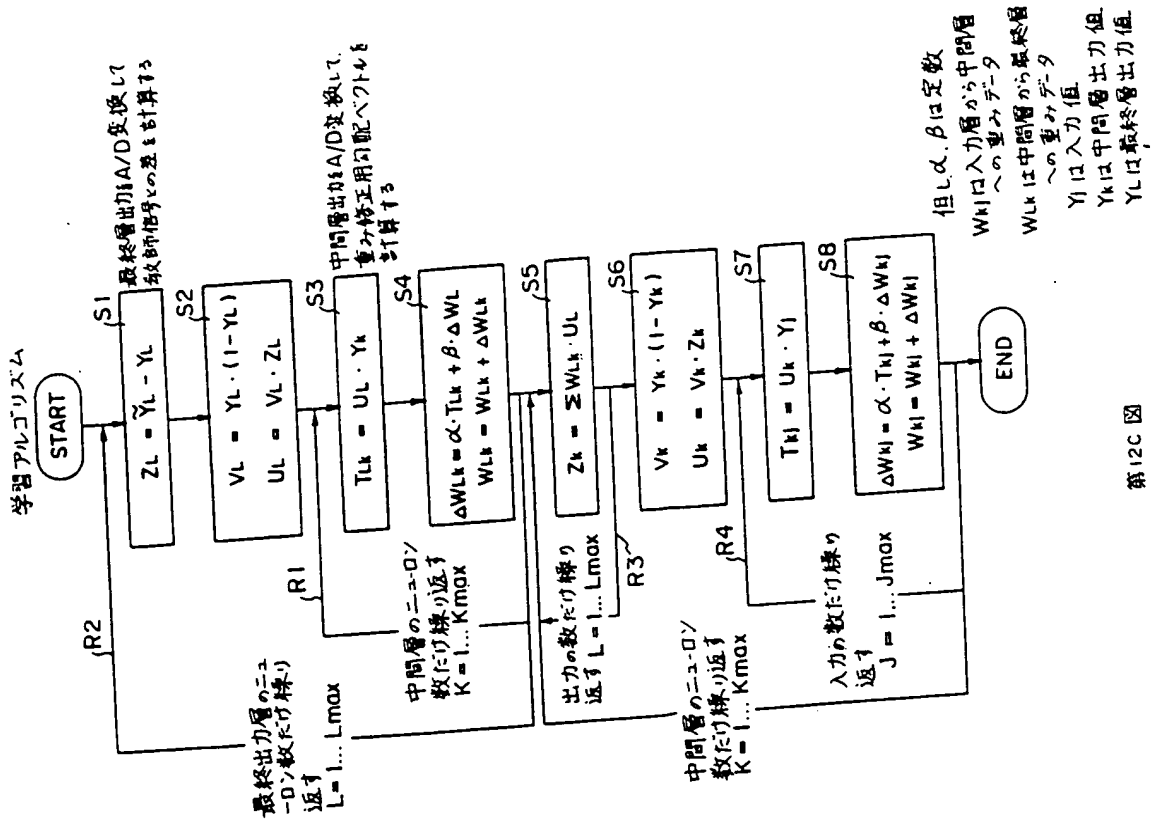 学習アルゴリズム
START
S1
ZL = ỸL - YL
最終層出力をA/D変換して
教師信号との差を計算する
S2
VL = YL・(1-YL)
UL = VL・ZL
S3
TLk = UL・Yk
中間層出力をA/D変換して、
重み修正用勾配ベクトルを
計算する
S4
ΔWLk = α・TLk + β・ΔWL
WLk = WLk + ΔWLk
S5
Zk = ΣWLk・UL
S6
Vk = Yk・(1-Yk)
Uk = Vk・Zk
S7
Tkj = Uk・Yj
S8
ΔWkj = α・Tkj + β・ΔWkj
Wkj = Wkj + ΔWkj
END
R2
最終出力層のニュ
ーロン数だけ繰り
返す
L = 1... Lmax
R1
中間層のニューロン
数だけ繰り返す
K = 1... Kmax
出力の数だけ繰り
返す L = 1... Lmax
R3
中間層のニューロン
数だけ繰り返す
K = 1... Kmax
R4
入力の数だけ繰り
返す
J = 1... Jmax
但し、α、βは定数
Wkjは入力層から中間層
への重みデータ
WLkは中間層から最終層
への重みデータ
Yjは入力値
Ykは中間層出力値
YLは最終層出力値
第12C図